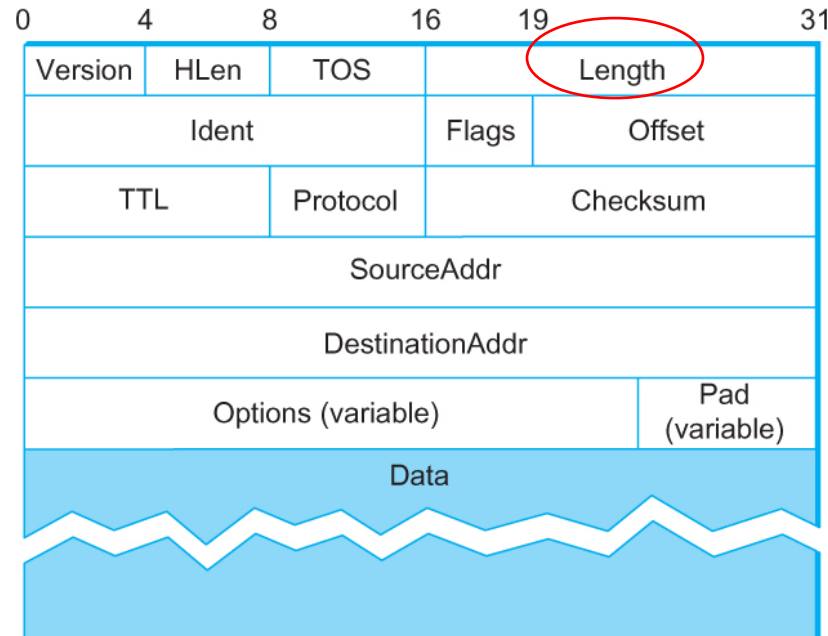 0 4 8 16 19 31
Version HLen TOS Length
Ident Flags Offset
TTL Protocol Checksum
SourceAddr
DestinationAddr
Options (variable) Pad
(variable)
Data